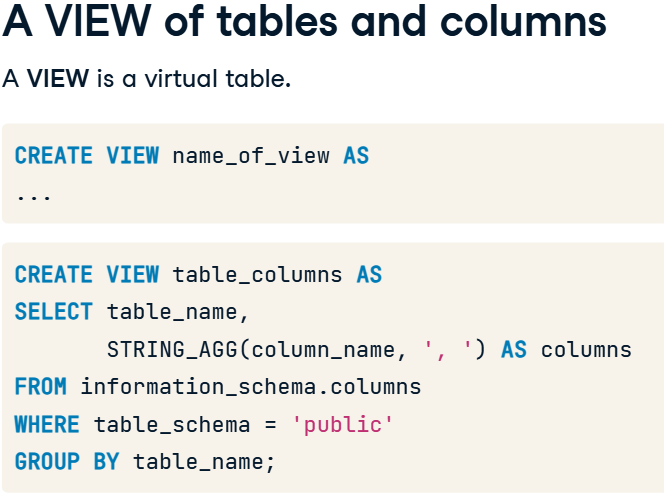 A VIEW of tables and columns
A VIEW is a virtual table.
CREATE VIEW name_of_view AS
...
CREATE VIEW table_columns AS
SELECT table_name,
       STRING_AGG(column_name, ', ') AS columns
FROM information_schema.columns
WHERE table_schema = 'public'
GROUP BY table_name;